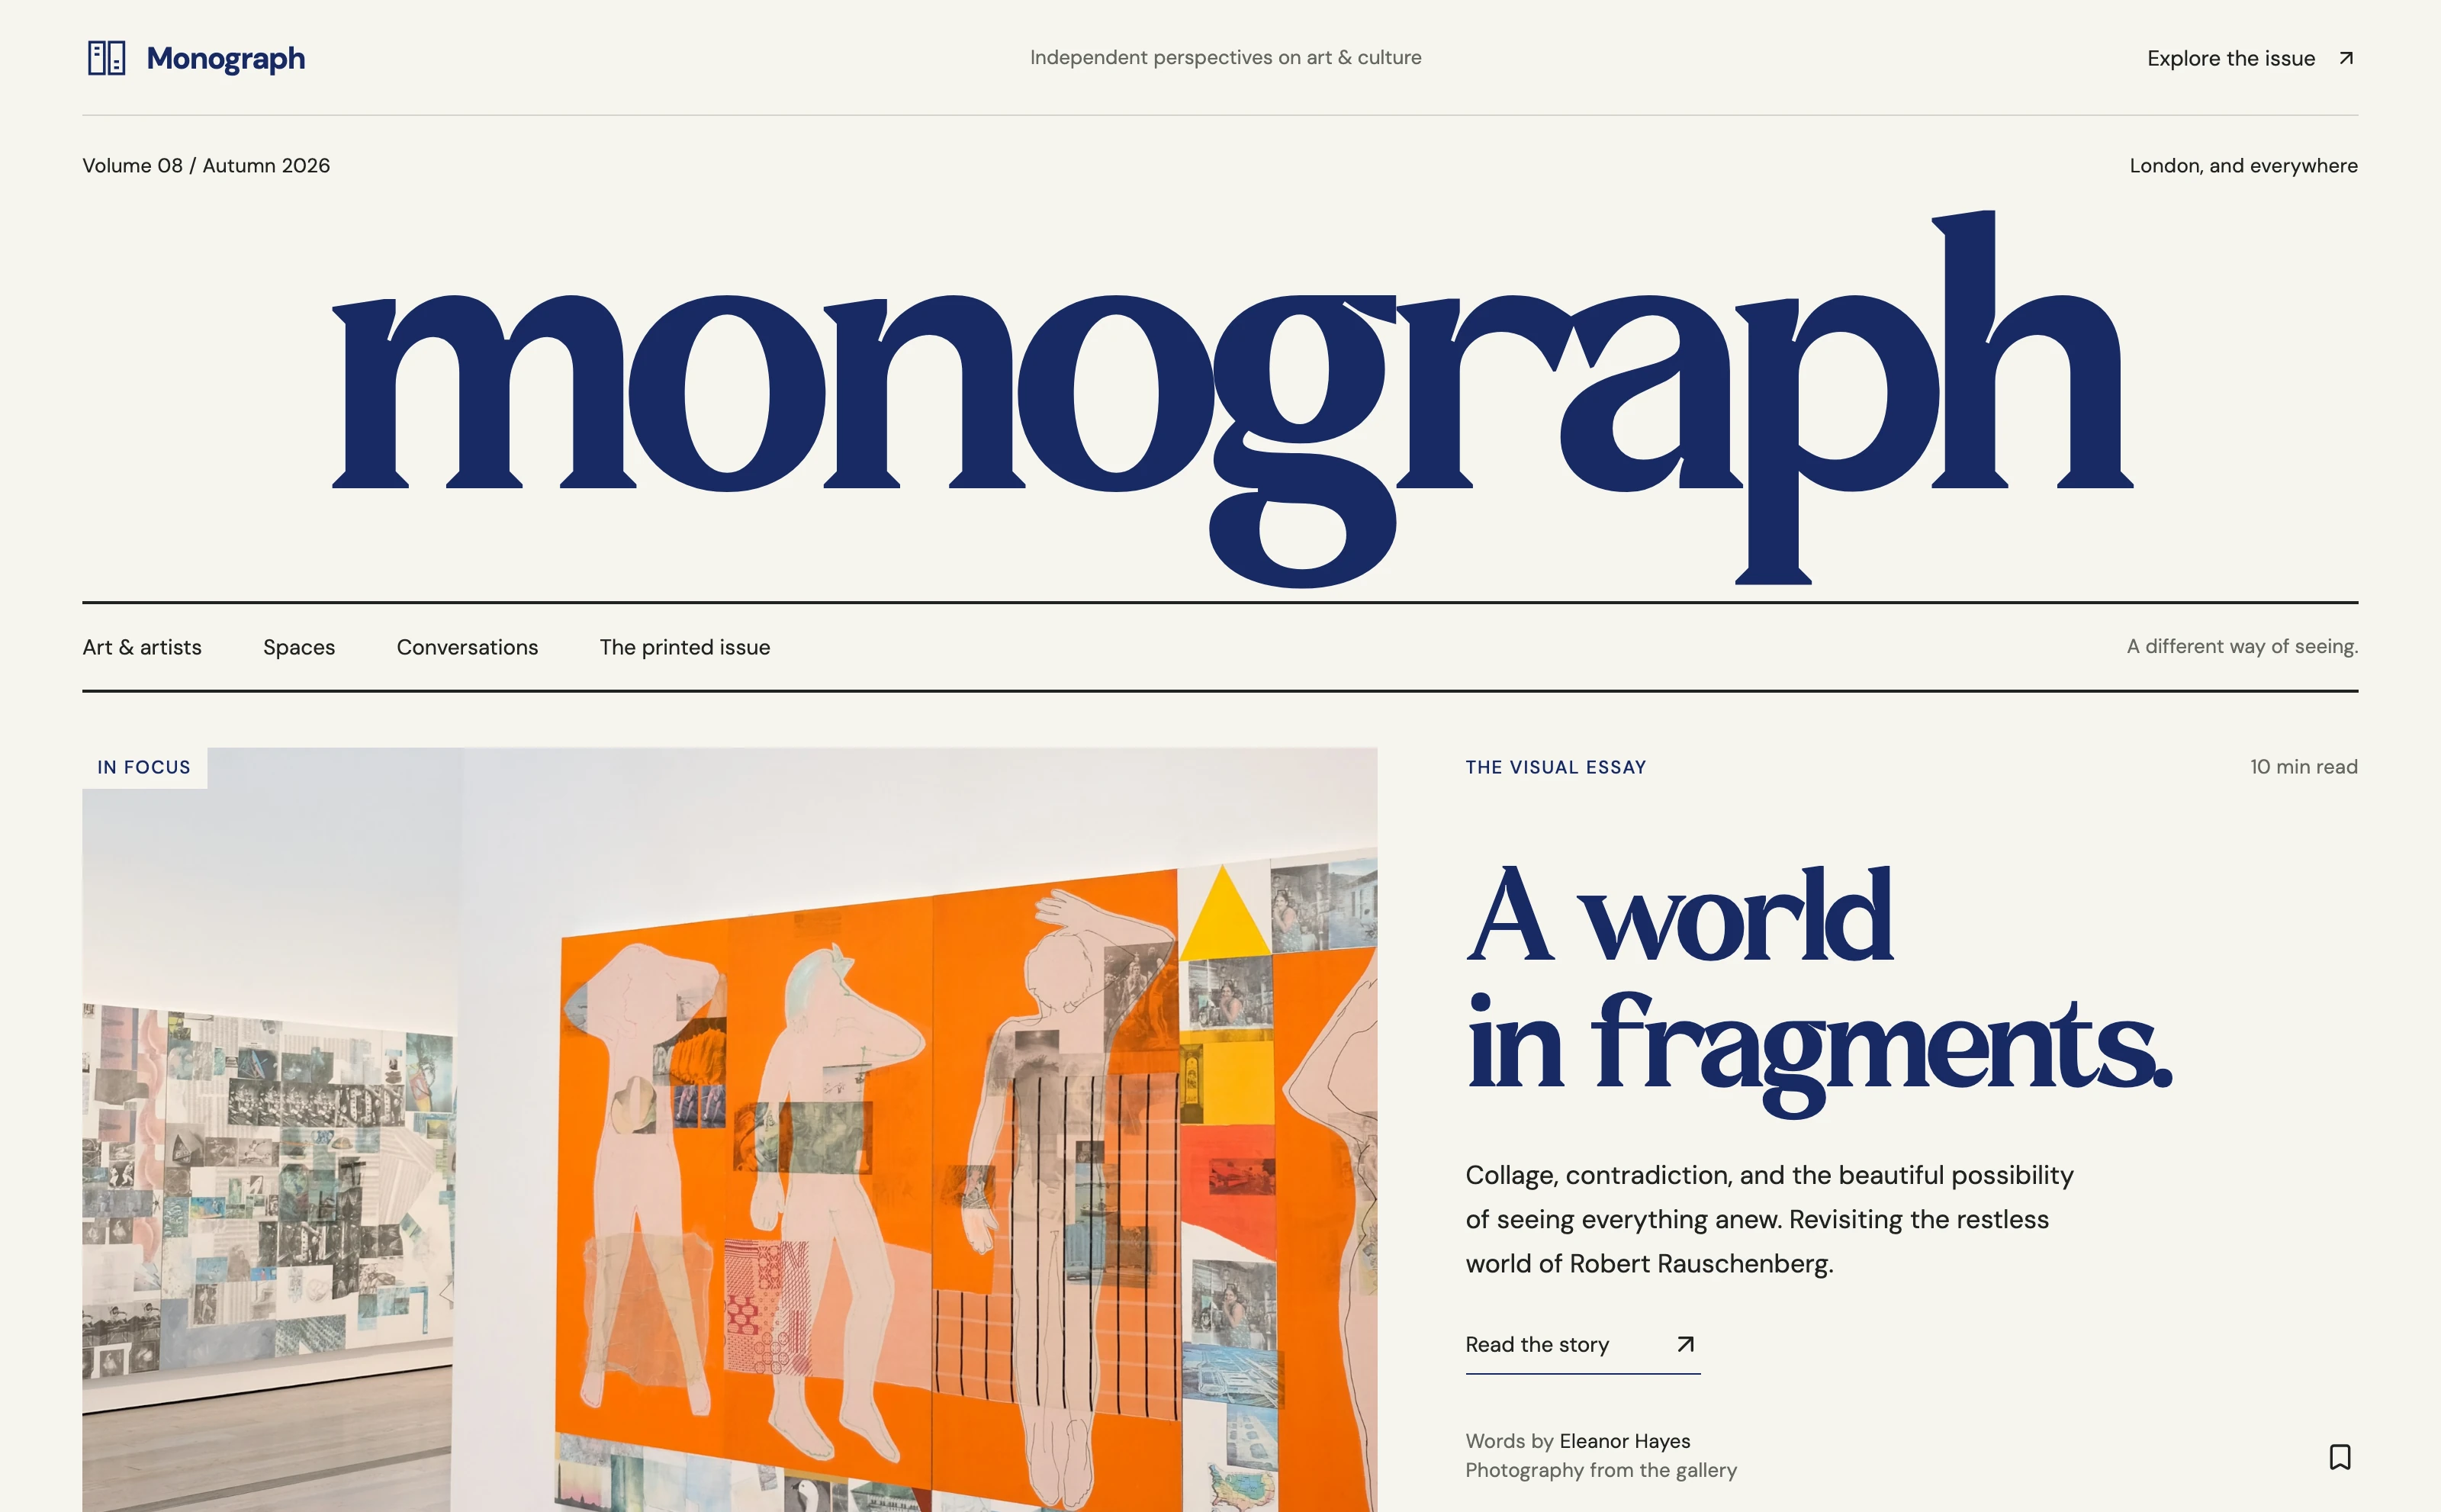 Monograph
Independent perspectives on art & culture
Explore the issue
Volume 08 / Autumn 2026
London, and everywhere
monograph
Art & artists
Spaces
Conversations
The printed issue
A different way of seeing.
IN FOCUS
THE VISUAL ESSAY
10 min read
A world
in fragments.
Collage, contradiction, and the beautiful possibility
of seeing everything anew. Revisiting the restless
world of Robert Rauschenberg.
Read the story
Words by Eleanor Hayes
Photography from the gallery